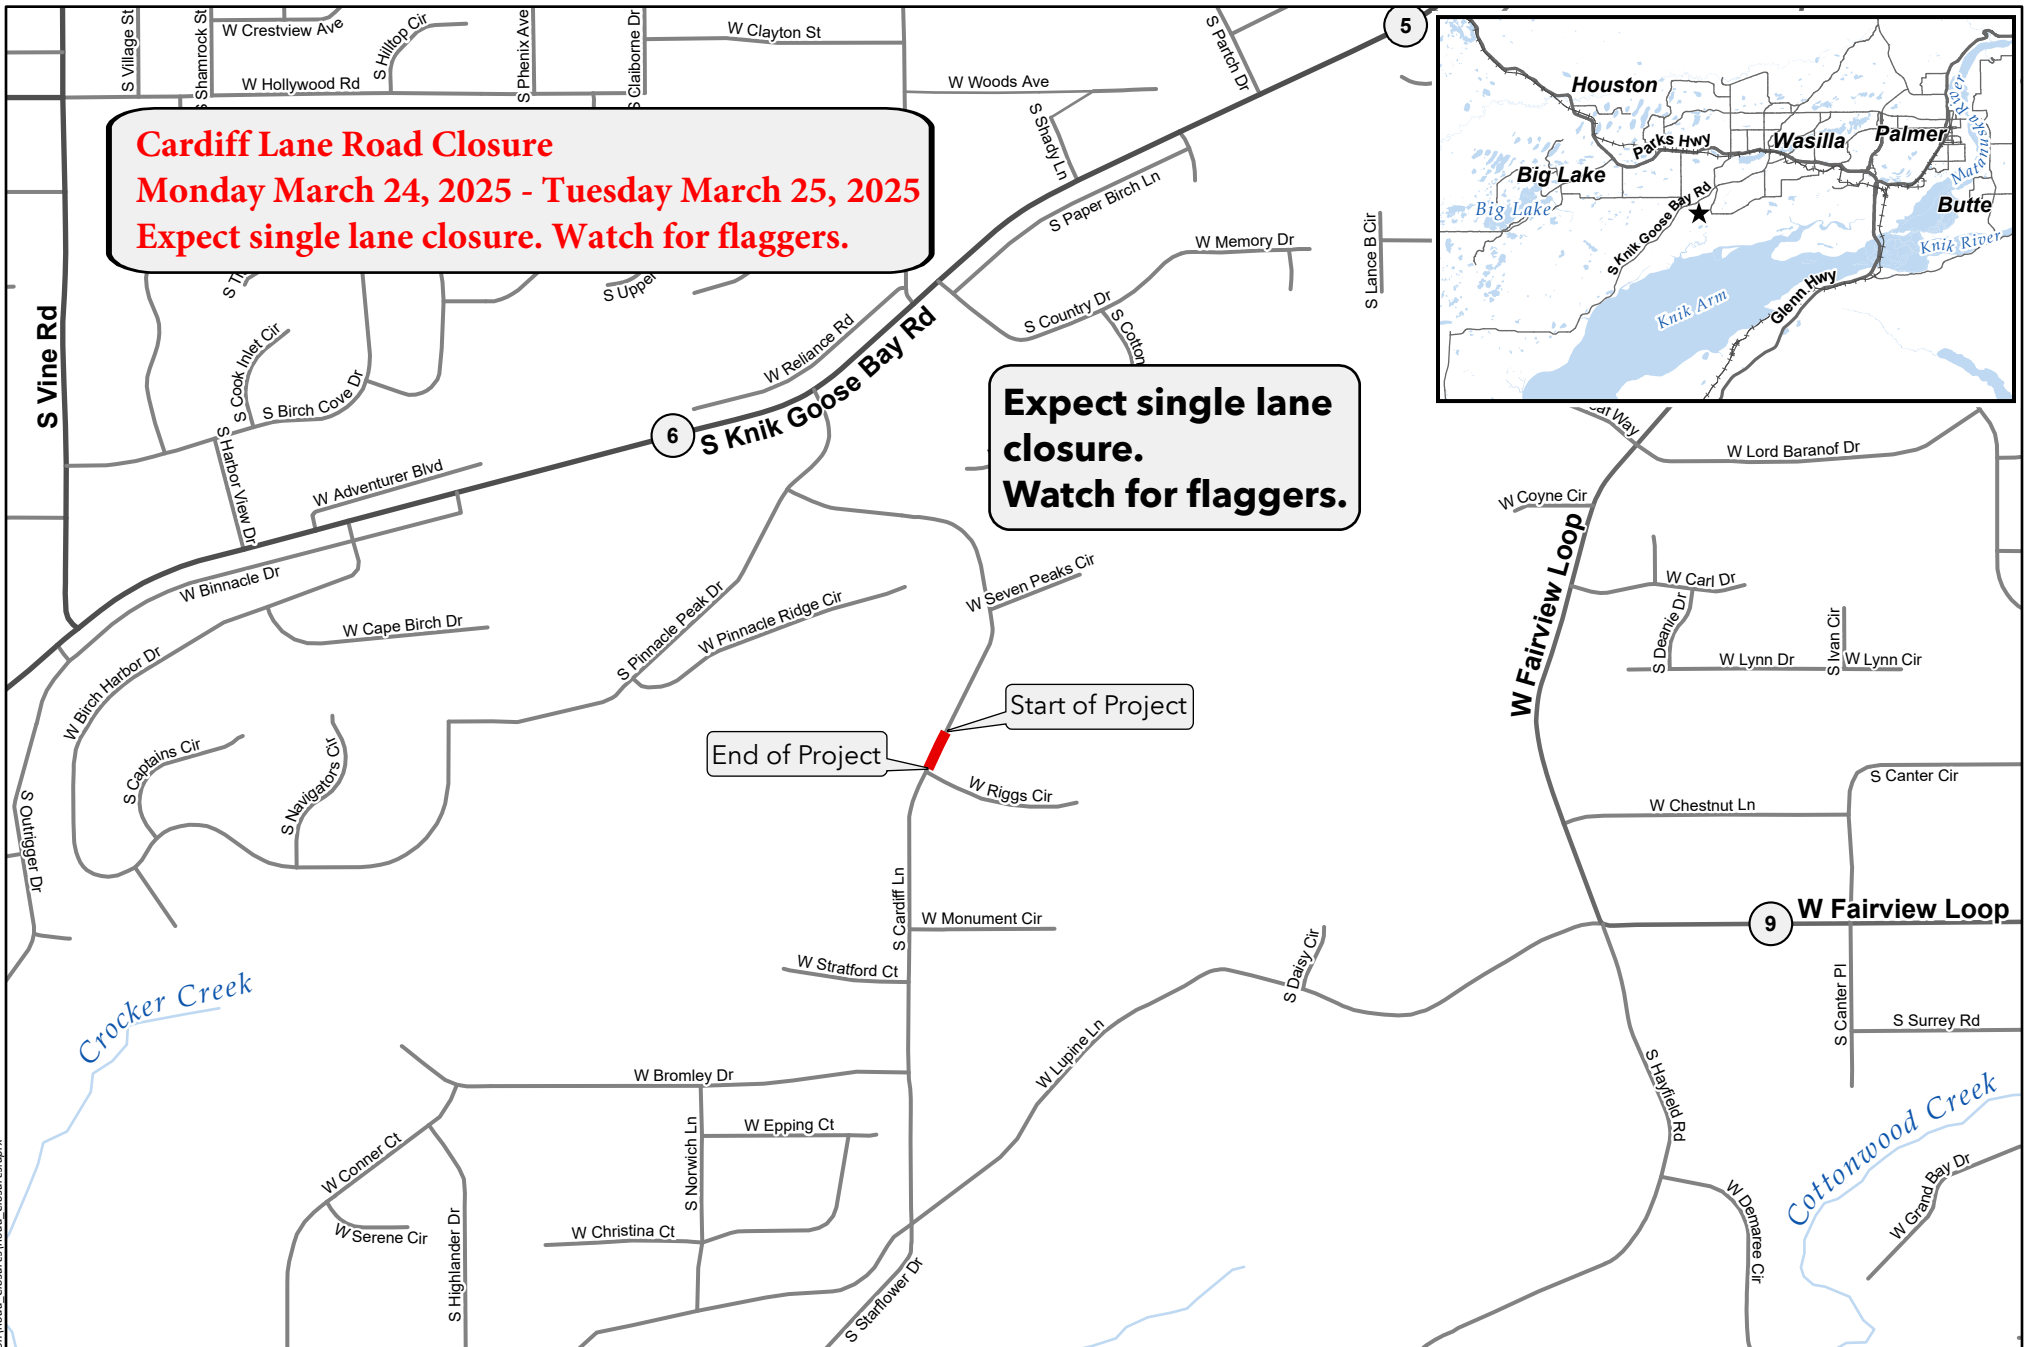 S Village St
S Shamrock St
W Crestview Ave
S Hilltop Cir
S Phenix Ave
S Claiborne Dr
W Clayton St
S Partch Dr
5
W Hollywood Rd
W Woods Ave
S Shady Ln
Cardiff Lane Road Closure
Monday March 24, 2025 - Tuesday March 25, 2025
Expect single lane closure. Watch for flaggers.
Houston
Parks Hwy
Wasilla
Palmer
Matanuska River
Big Lake
Big Lake
S Knik Goose Bay Rd
Butte
Knik River
Knik Arm
Glenn Hwy
S Paper Birch Ln
W Memory Dr
S Lance B Cir
S Upper
S Country Dr
S Cotton
S Vine Rd
S Cook Inlet Cir
S Birch Cove Dr
W Reliance Rd
S Knik Goose Bay Rd
6
Expect single lane
closure.
Watch for flaggers.
S Harbor View Dr
W Adventurer Blvd
Way
W Lord Baranof Dr
W Coyne Cir
W Fairview Loop
W Binnacle Dr
W Cape Birch Dr
W Birch Harbor Dr
S Pinnacle Peak Dr
W Pinnacle Ridge Cir
W Seven Peaks Cir
W Carl Dr
S Deanie Dr
W Lynn Dr
S Ivan Cir
W Lynn Cir
Start of Project
End of Project
S Captains Cir
S Navigators Cir
S Outrigger Dr
W Riggs Cir
S Canter Cir
W Chestnut Ln
S Cardiff Ln
W Monument Cir
W Fairview Loop
9
W Stratford Ct
S Daisy Cir
Crocker Creek
W Lupine Ln
S Canter Pl
S Surrey Rd
W Bromley Dr
S Hayfield Rd
Cottonwood Creek
W Epping Ct
S Norwich Ln
W Conner Ct
W Serene Cir
S Highlander Dr
W Christina Ct
S Starflower Dr
W Demaree Cir
W Grand Bay Dr